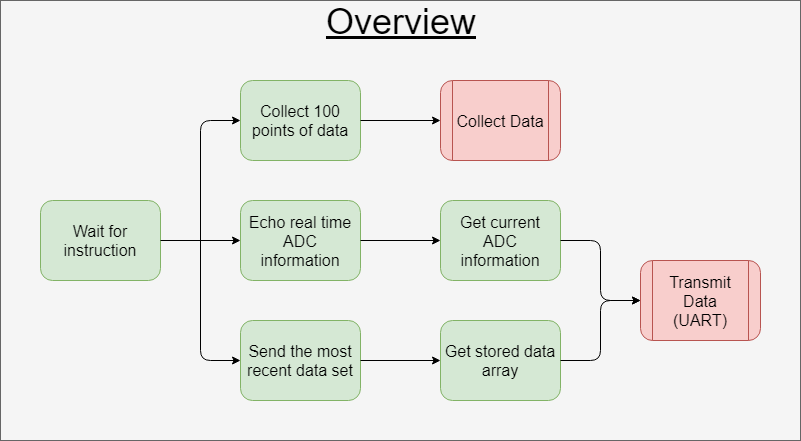 Overview
Collect 100
points of data
Collect Data
Wait for
instruction
Echo real time
ADC
information
Get current
ADC
information
Transmit
Data
(UART)
Send the most
recent data set
Get stored data
array